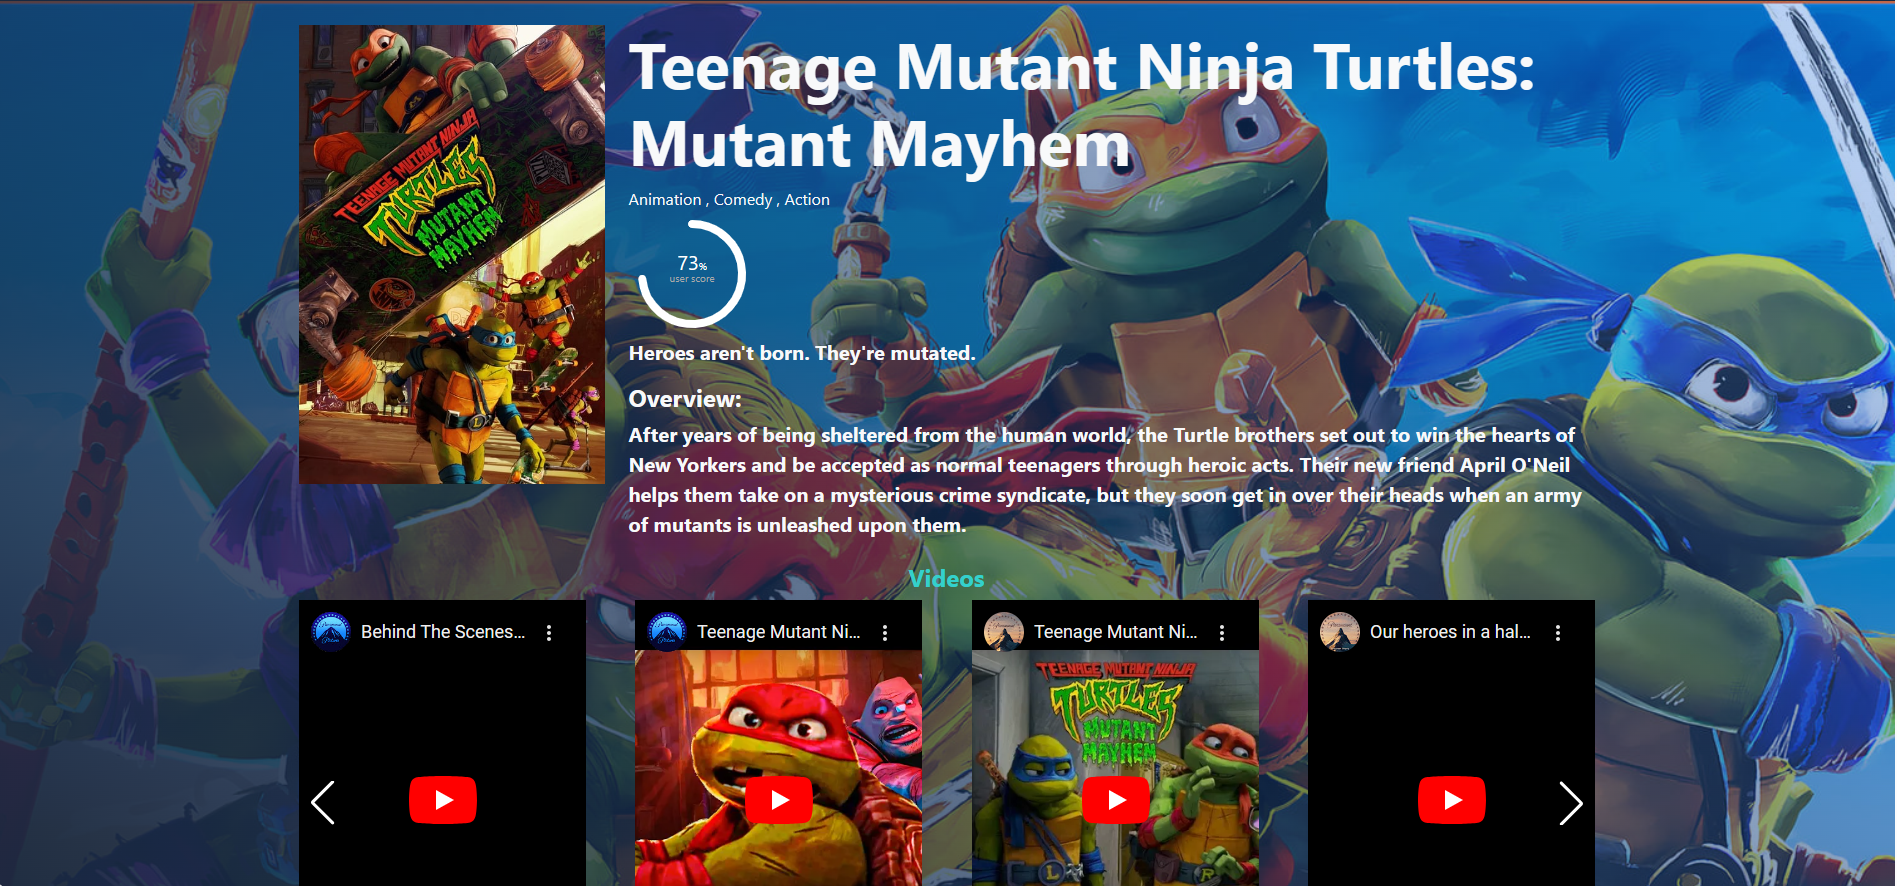 Teenage Mutant Ninja Turtles:
Mutant Mayhem
Animation , Comedy , Action
73%
user score
Heroes aren't born. They're mutated.
Overview:
After years of being sheltered from the human world, the Turtle brothers set out to win the hearts of
New Yorkers and be accepted as normal teenagers through heroic acts. Their new friend April O'Neil
helps them take on a mysterious crime syndicate, but they soon get in over their heads when an army
of mutants is unleashed upon them.
TEENAGE MUTANT NINJA
TURTLES
MUTANT
MAYHEM
L
Videos
Behind The Scenes...
Teenage Mutant Ni...
Teenage Mutant Ni...
Our heroes in a hal...
TEENAGE MUTANT NINJA
TURTLES
MUTANT
MAYHEM
L
R